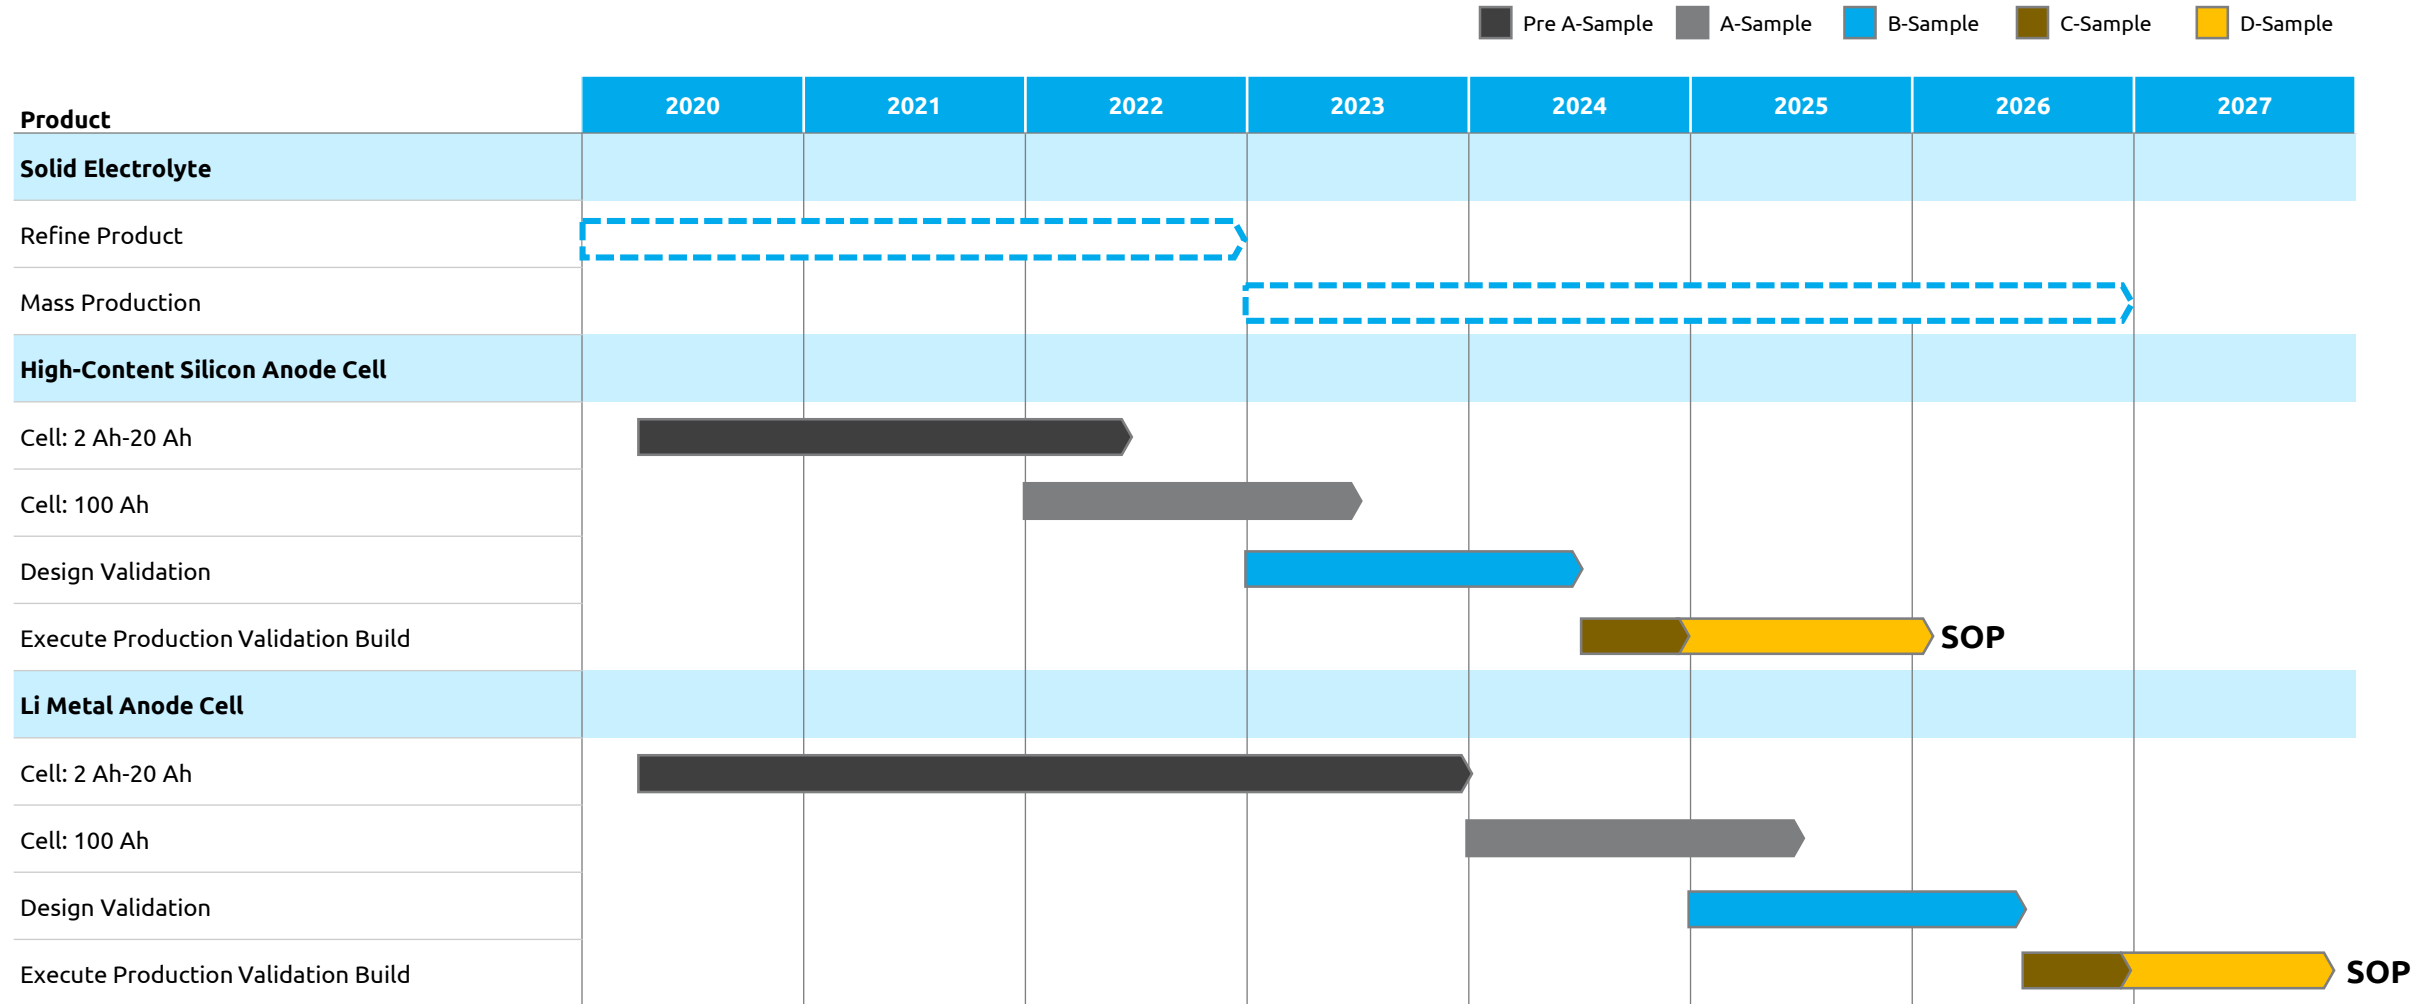 Pre A-Sample A-Sample B-Sample C-Sample D-Sample
Product 2020 2021 2022 2023 2024 2025 2026 2027
Solid Electrolyte
Refine Product
Mass Production
High-Content Silicon Anode Cell
Cell: 2 Ah-20 Ah
Cell: 100 Ah
Design Validation
Execute Production Validation Build SOP
Li Metal Anode Cell
Cell: 2 Ah-20 Ah
Cell: 100 Ah
Design Validation
Execute Production Validation Build SOP